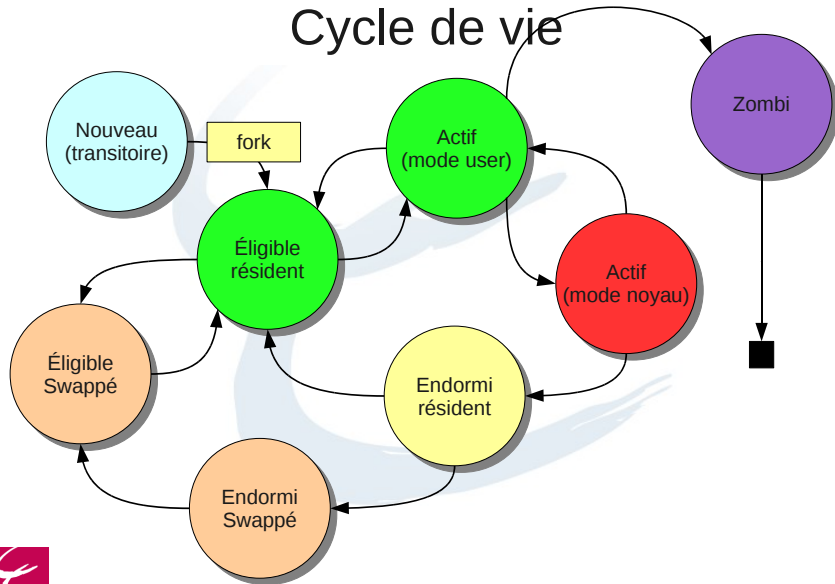 Cycle de vie
Nouveau
(transitoire)
fork
Actif
(mode user)
Zombi
Éligible
résident
Actif
(mode noyau)
Éligible
Swappé
Endormi
résident
Endormi
Swappé